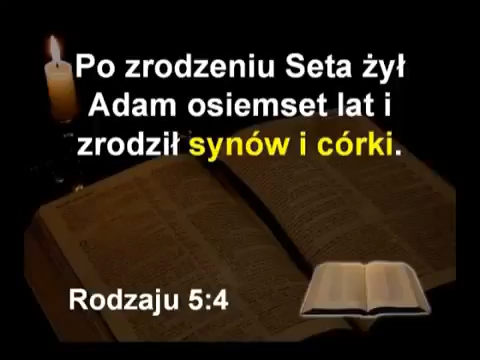 Po zrodzeniu Seta żył
Adam osiemset lat i
zrodził synów i córki.
Rodzaju 5:4